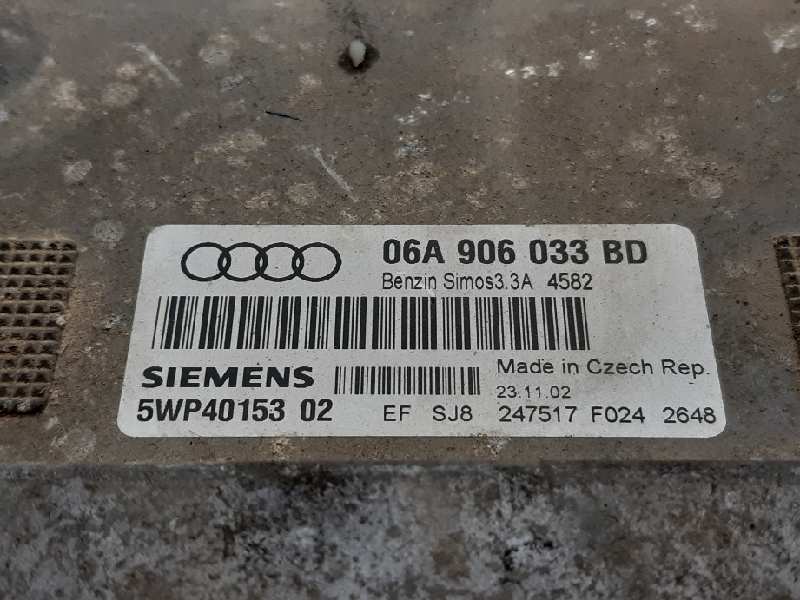 06A 906 033 BD
Benzin Simos3.3A 4582
SIEMENS
Made in Czech Rep.
23.11.02
5WP40153 02
EF SJ8 247517 F024 2648